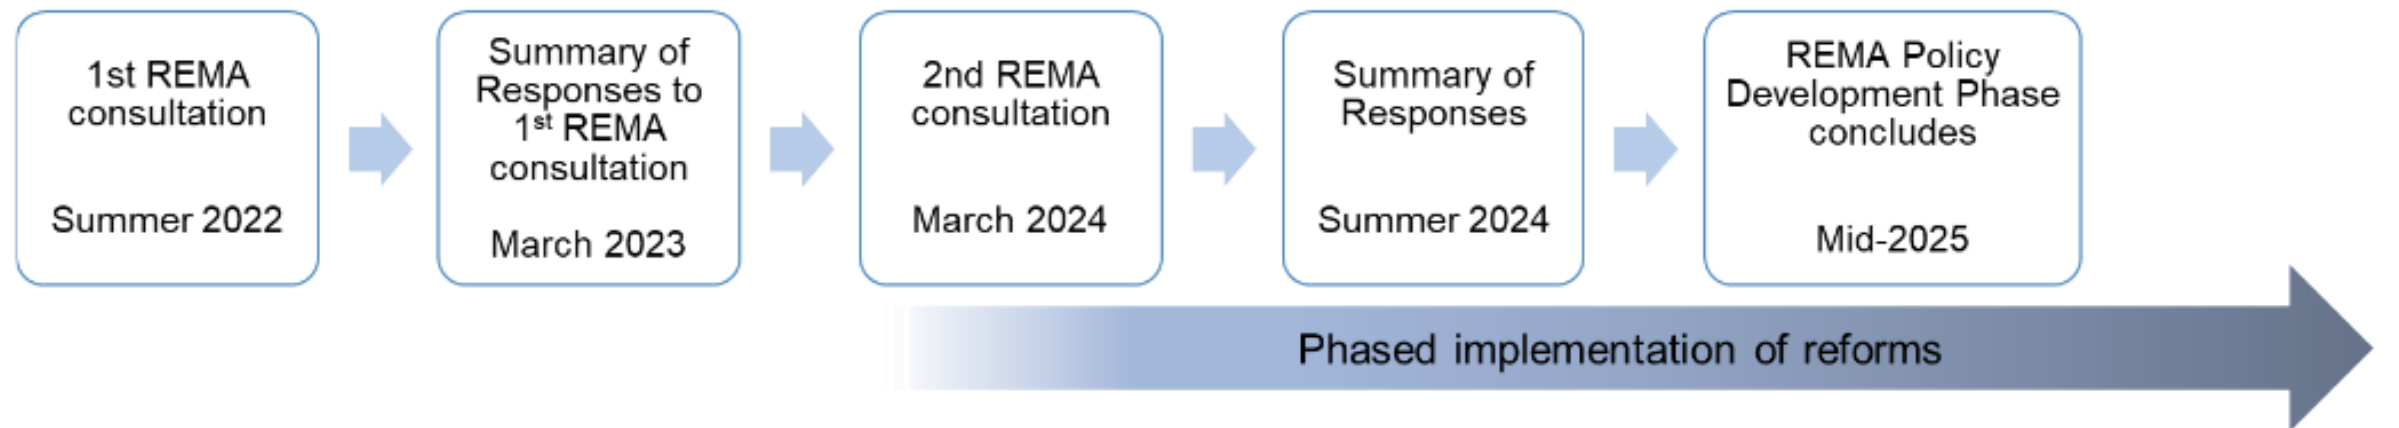 1st REMA
consultation
Summer 2022
Summary of
Responses to
1st REMA
consultation
March 2023
2nd REMA
consultation
March 2024
Summary of
Responses
Summer 2024
REMA Policy
Development Phase
concludes
Mid-2025
Phased implementation of reforms